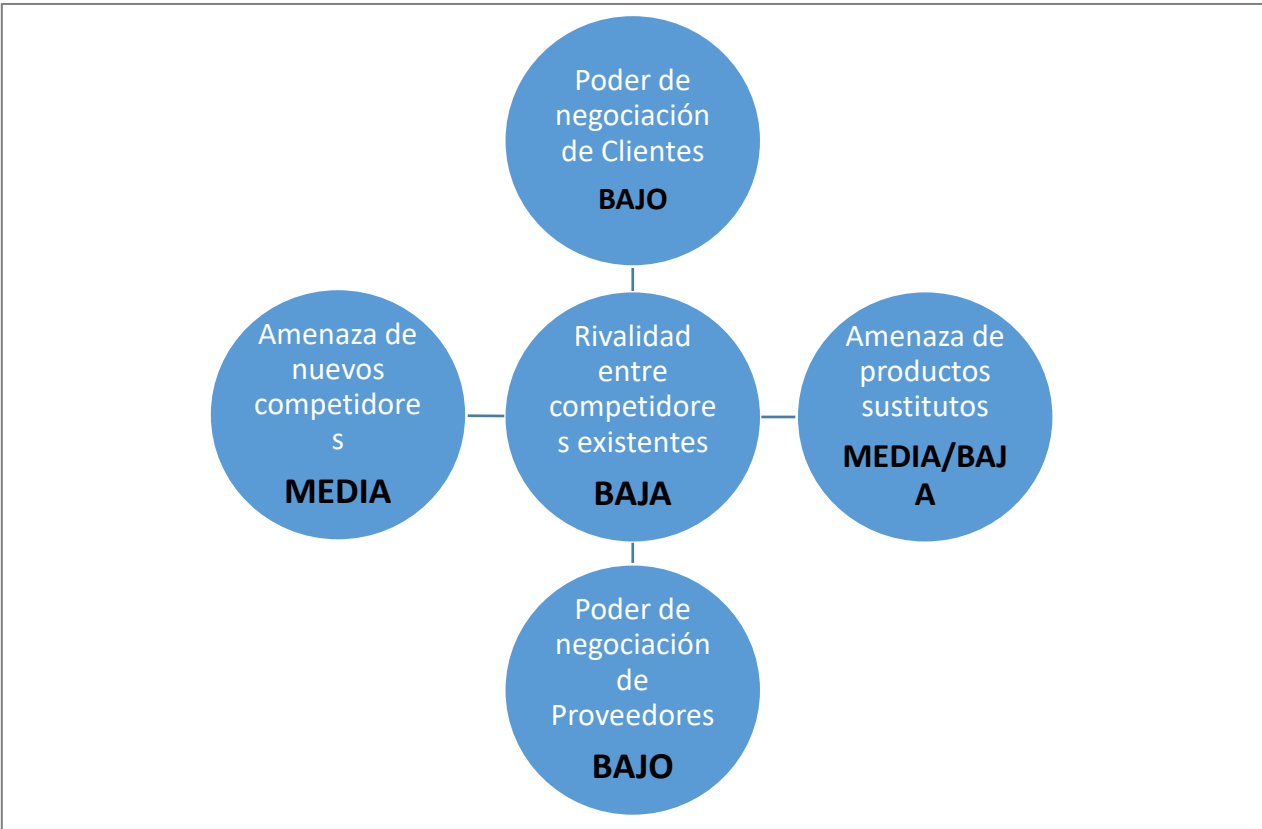 Poder de
negociación
de Clientes
BAJO
Amenaza de
nuevos
competidore
s
MEDIA
Rivalidad
entre
competidore
s existentes
BAJA
Amenaza de
productos
sustitutos
MEDIA/BAJ
A
Poder de
negociación
de
Proveedores
BAJO